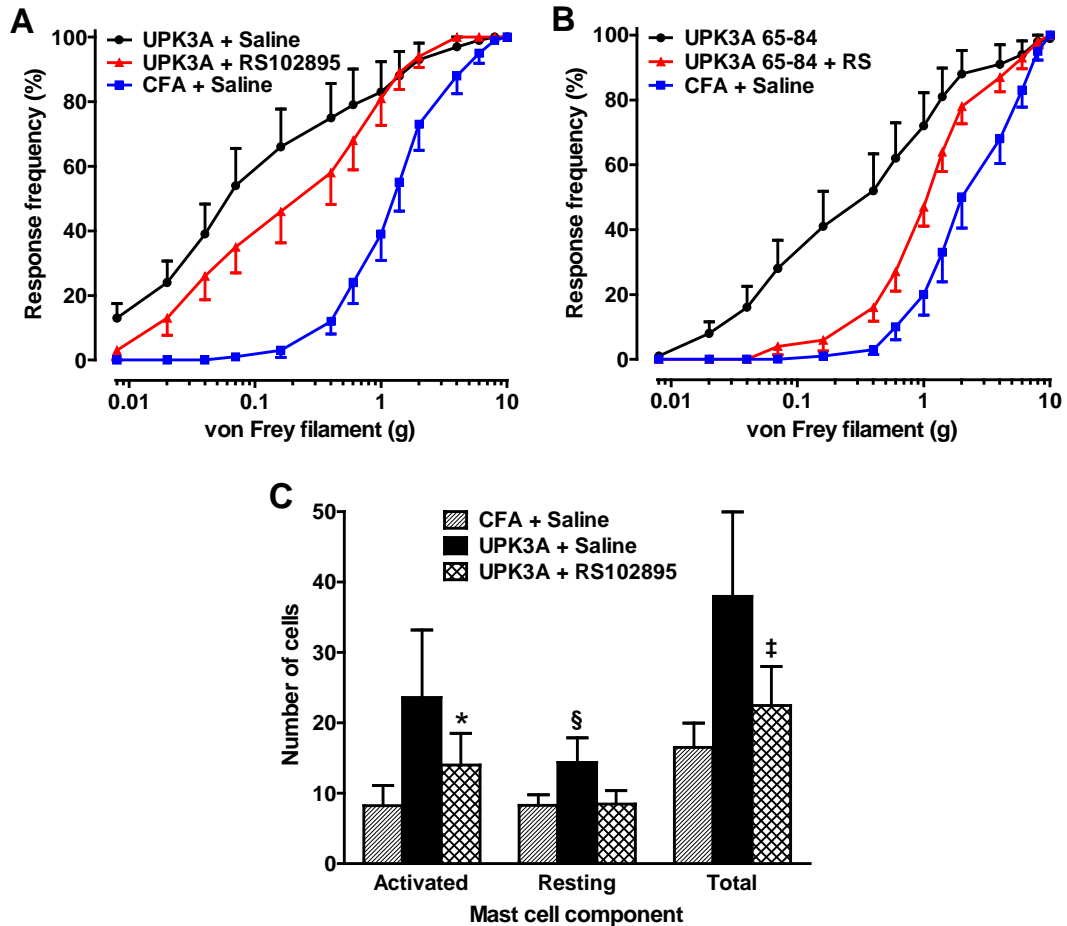 A
UPK3A + Saline
UPK3A + RS102895
CFA + Saline
Response frequency (%)
100
80
60
40
20
0
0.01
0.1
1
10
von Frey filament (g)
B
UPK3A 65-84
UPK3A 65-84 + RS
CFA + Saline
Response frequency (%)
100
80
60
40
20
0
0.01
0.1
1
10
von Frey filament (g)
C
CFA + Saline
UPK3A + Saline
UPK3A + RS102895
Number of cells
50
40
30
20
10
0
*
§
‡
Activated
Resting
Total
Mast cell component